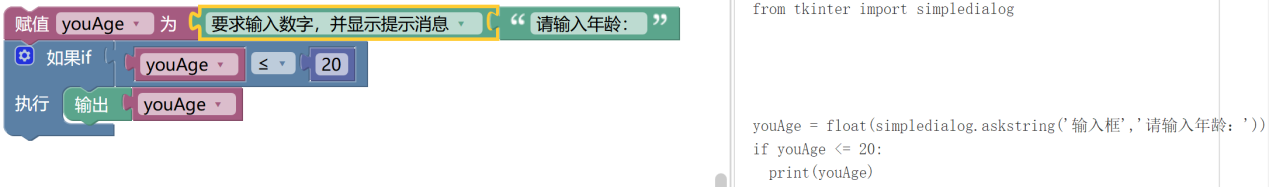 赋值 youAge 为 要求输入数字，并显示提示消息 “ 请输入年龄： ”
如果if youAge ≤ 20
执行 输出 youAge
from tkinter import simpledialog
youAge = float(simpledialog.askstring('输入框','请输入年龄：'))
if youAge <= 20:
  print(youAge)